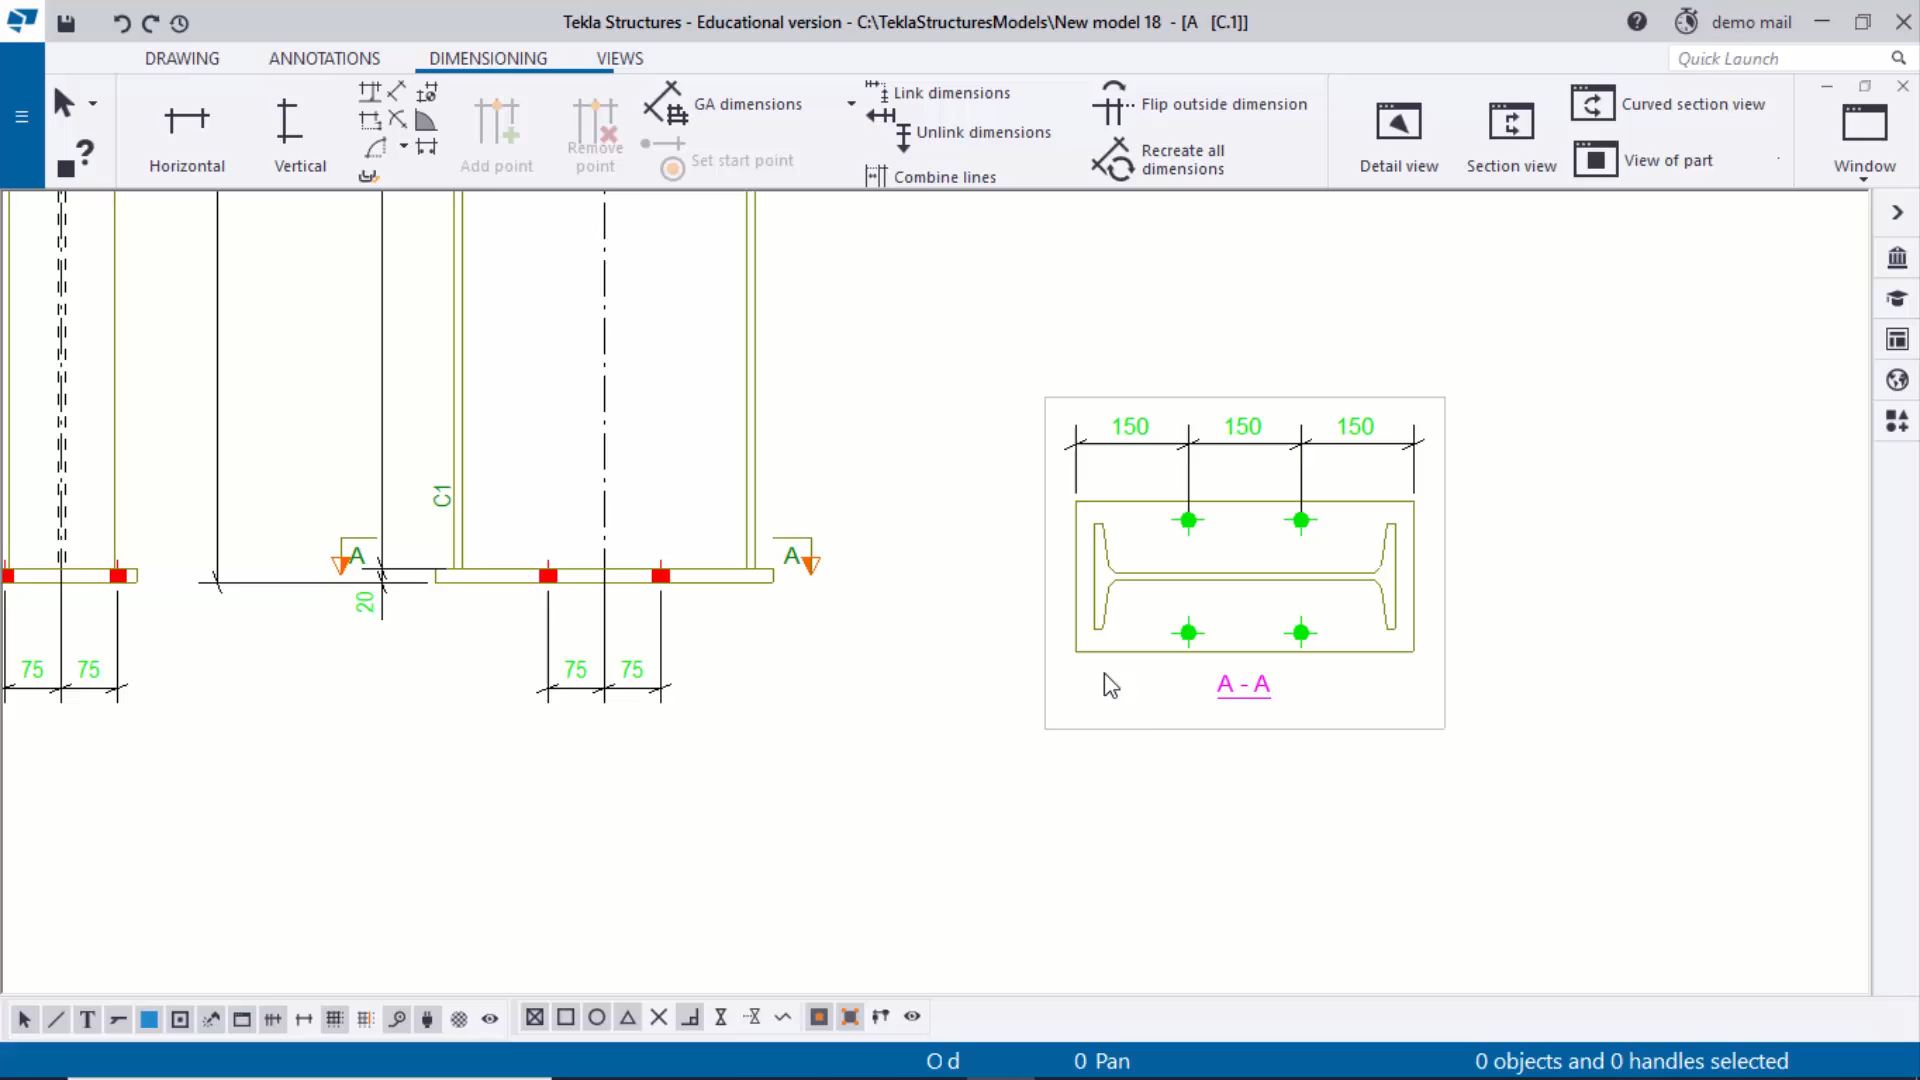 Tekla Structures - Educational version - C:\TeklaStructuresModels\New model 18 - [A [C.1]]
demo mail
DRAWING ANNOTATIONS DIMENSIONING VIEWS
Quick Launch
Horizontal
Vertical
Add point
Remove
point
GA dimensions
Set start point
Link dimensions
Unlink dimensions
Combine lines
Flip outside dimension
Recreate all
dimensions
Detail view
Section view
Curved section view
View of part
Window
150 150 150
C1
A A
20
75 75
75 75
A - A
O d
0 Pan
0 objects and 0 handles selected